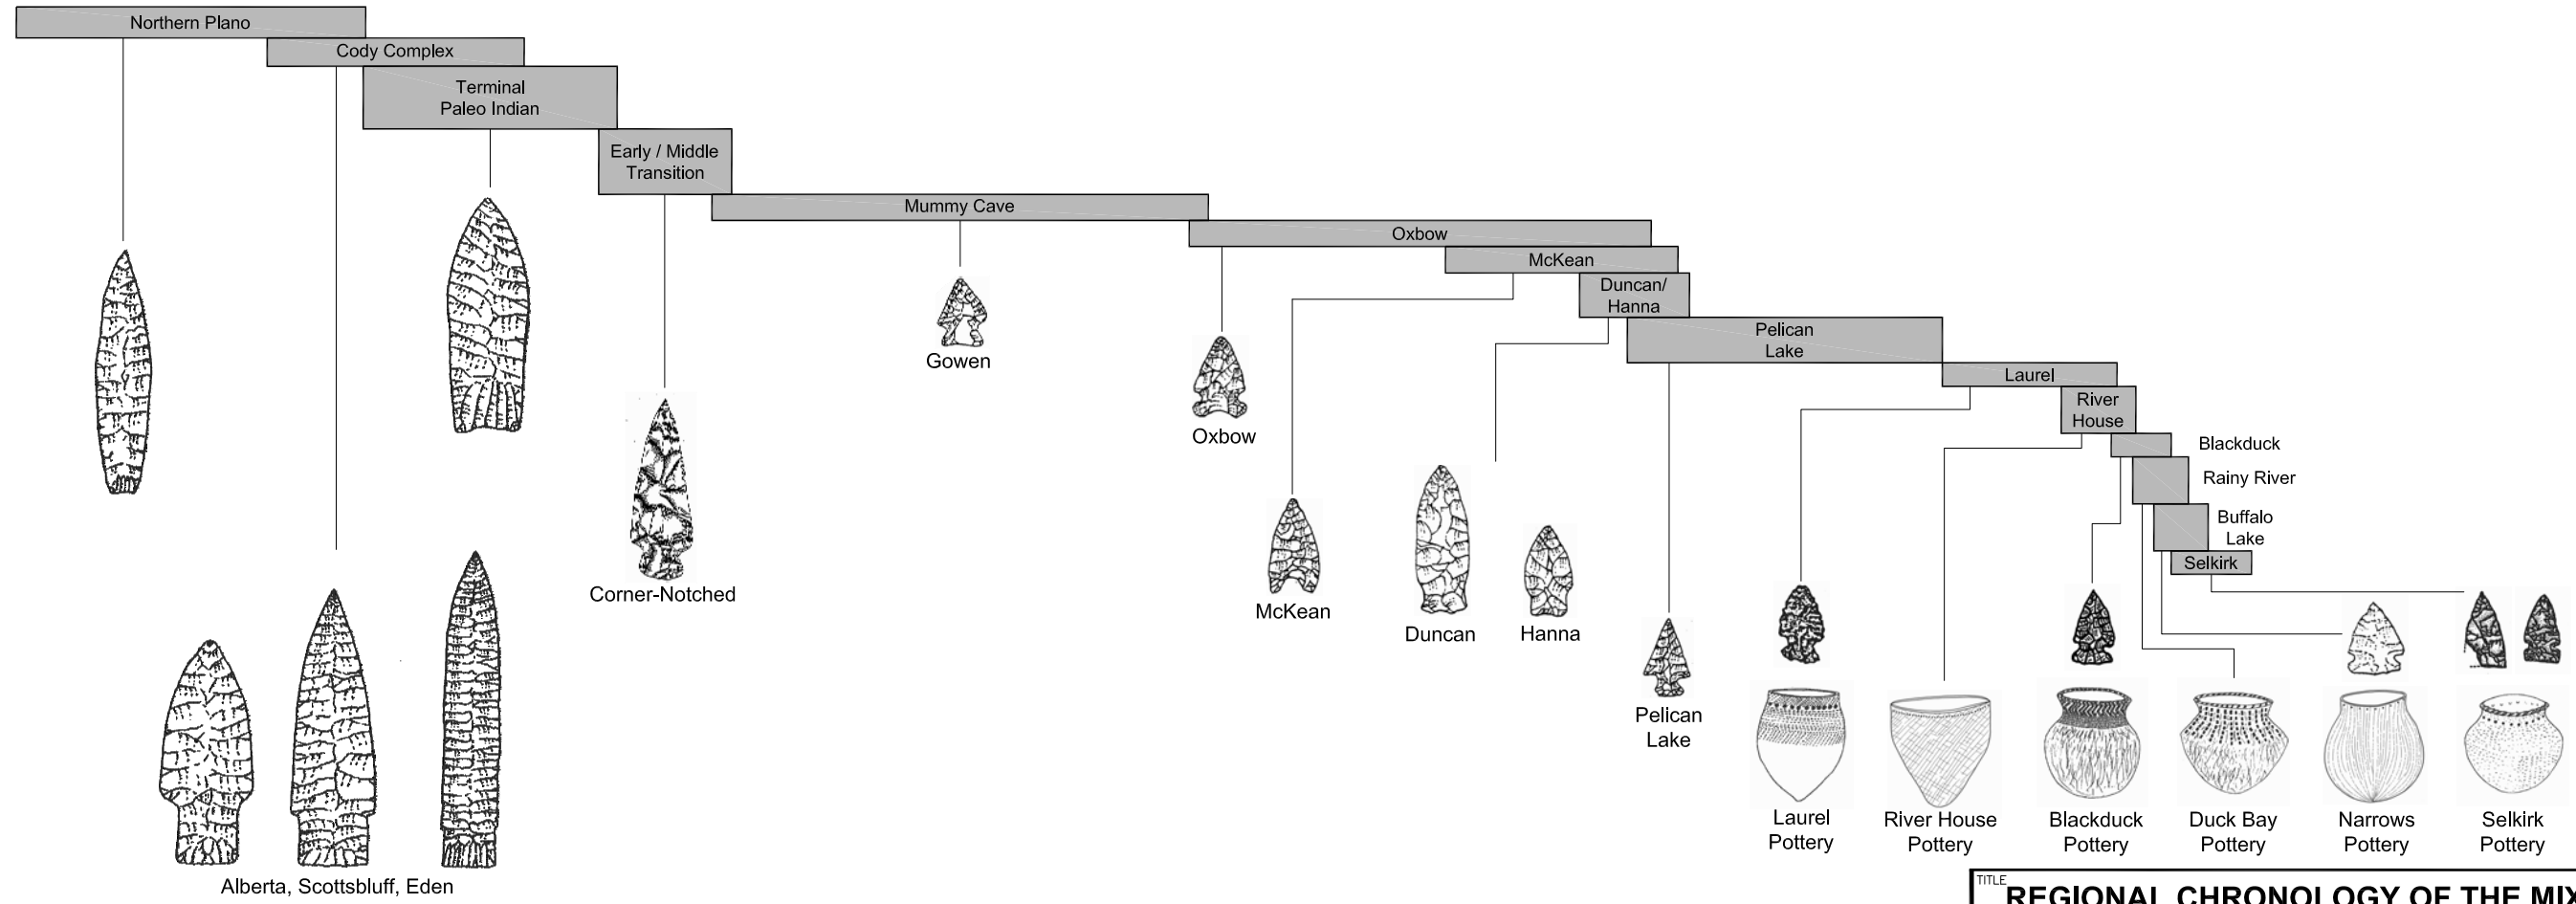 Northern Plano
Cody Complex
Terminal
Paleo Indian
Early / Middle
Transition
Mummy Cave
Oxbow
McKean
Duncan/
Hanna
Pelican
Lake
Laurel
River
House
Blackduck
Rainy River
Buffalo
Lake
Selkirk
Gowen
Oxbow
Corner-Notched
McKean
Duncan
Hanna
Pelican
Lake
Laurel
Pottery
River House
Pottery
Blackduck
Pottery
Duck Bay
Pottery
Narrows
Pottery
Selkirk
Pottery
Alberta, Scottsbluff, Eden
TITLE
REGIONAL CHRONOLOGY OF THE MIX